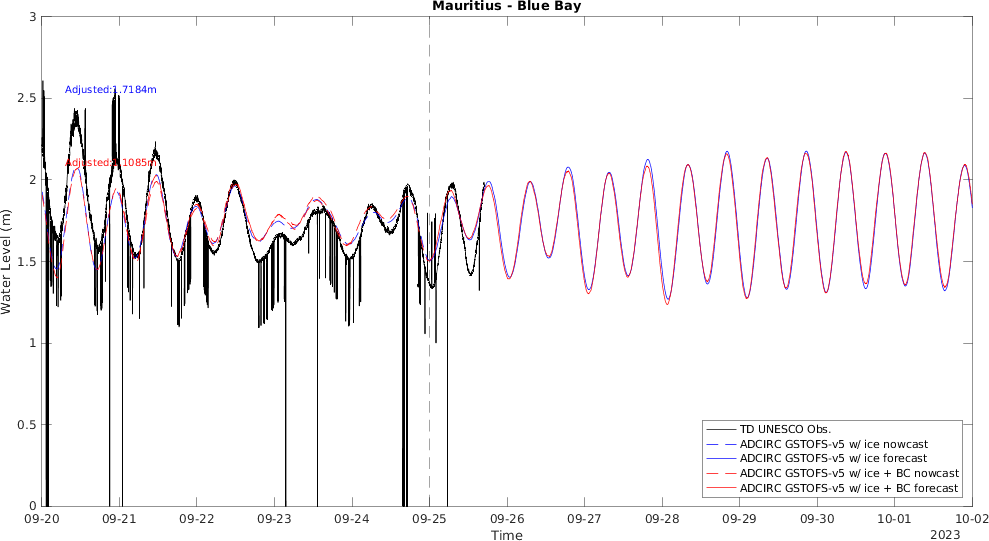 Mauritius - Blue Bay
Water Level (m)
3
2.5
2
1.5
1
0.5
0
Adjusted:1.7184m
Adjusted: .1085m
TD UNESCO Obs.
ADCIRC GSTOFS-v5 w/ ice nowcast
ADCIRC GSTOFS-v5 w/ ice forecast
ADCIRC GSTOFS-v5 w/ ice + BC nowcast
ADCIRC GSTOFS-v5 w/ ice + BC forecast
09-20 09-21 09-22 09-23 09-24 09-25 09-26 09-27 09-28 09-29 09-30 10-01 10-02
Time
2023